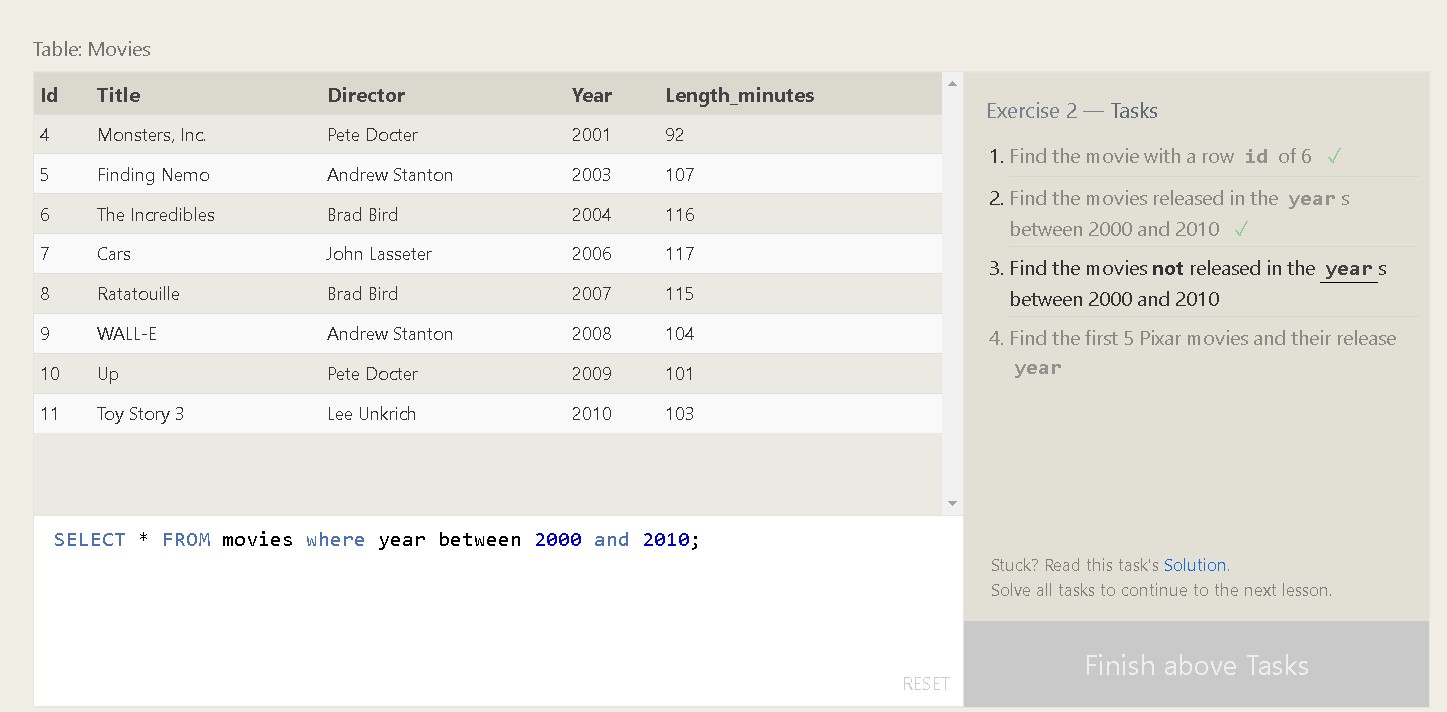 Table: Movies
Id Title Director Year Length_minutes
4 Monsters, Inc. Pete Docter 2001 92
5 Finding Nemo Andrew Stanton 2003 107
6 The Incredibles Brad Bird 2004 116
7 Cars John Lasseter 2006 117
8 Ratatouille Brad Bird 2007 115
9 WALL-E Andrew Stanton 2008 104
10 Up Pete Docter 2009 101
11 Toy Story 3 Lee Unkrich 2010 103
SELECT * FROM movies where year between 2000 and 2010;
RESET
Exercise 2 — Tasks
1. Find the movie with a row id of 6 ✓
2. Find the movies released in the year s
between 2000 and 2010 ✓
3. Find the movies not released in the year s
between 2000 and 2010
4. Find the first 5 Pixar movies and their release
year
Stuck? Read this task's Solution.
Solve all tasks to continue to the next lesson.
Finish above Tasks